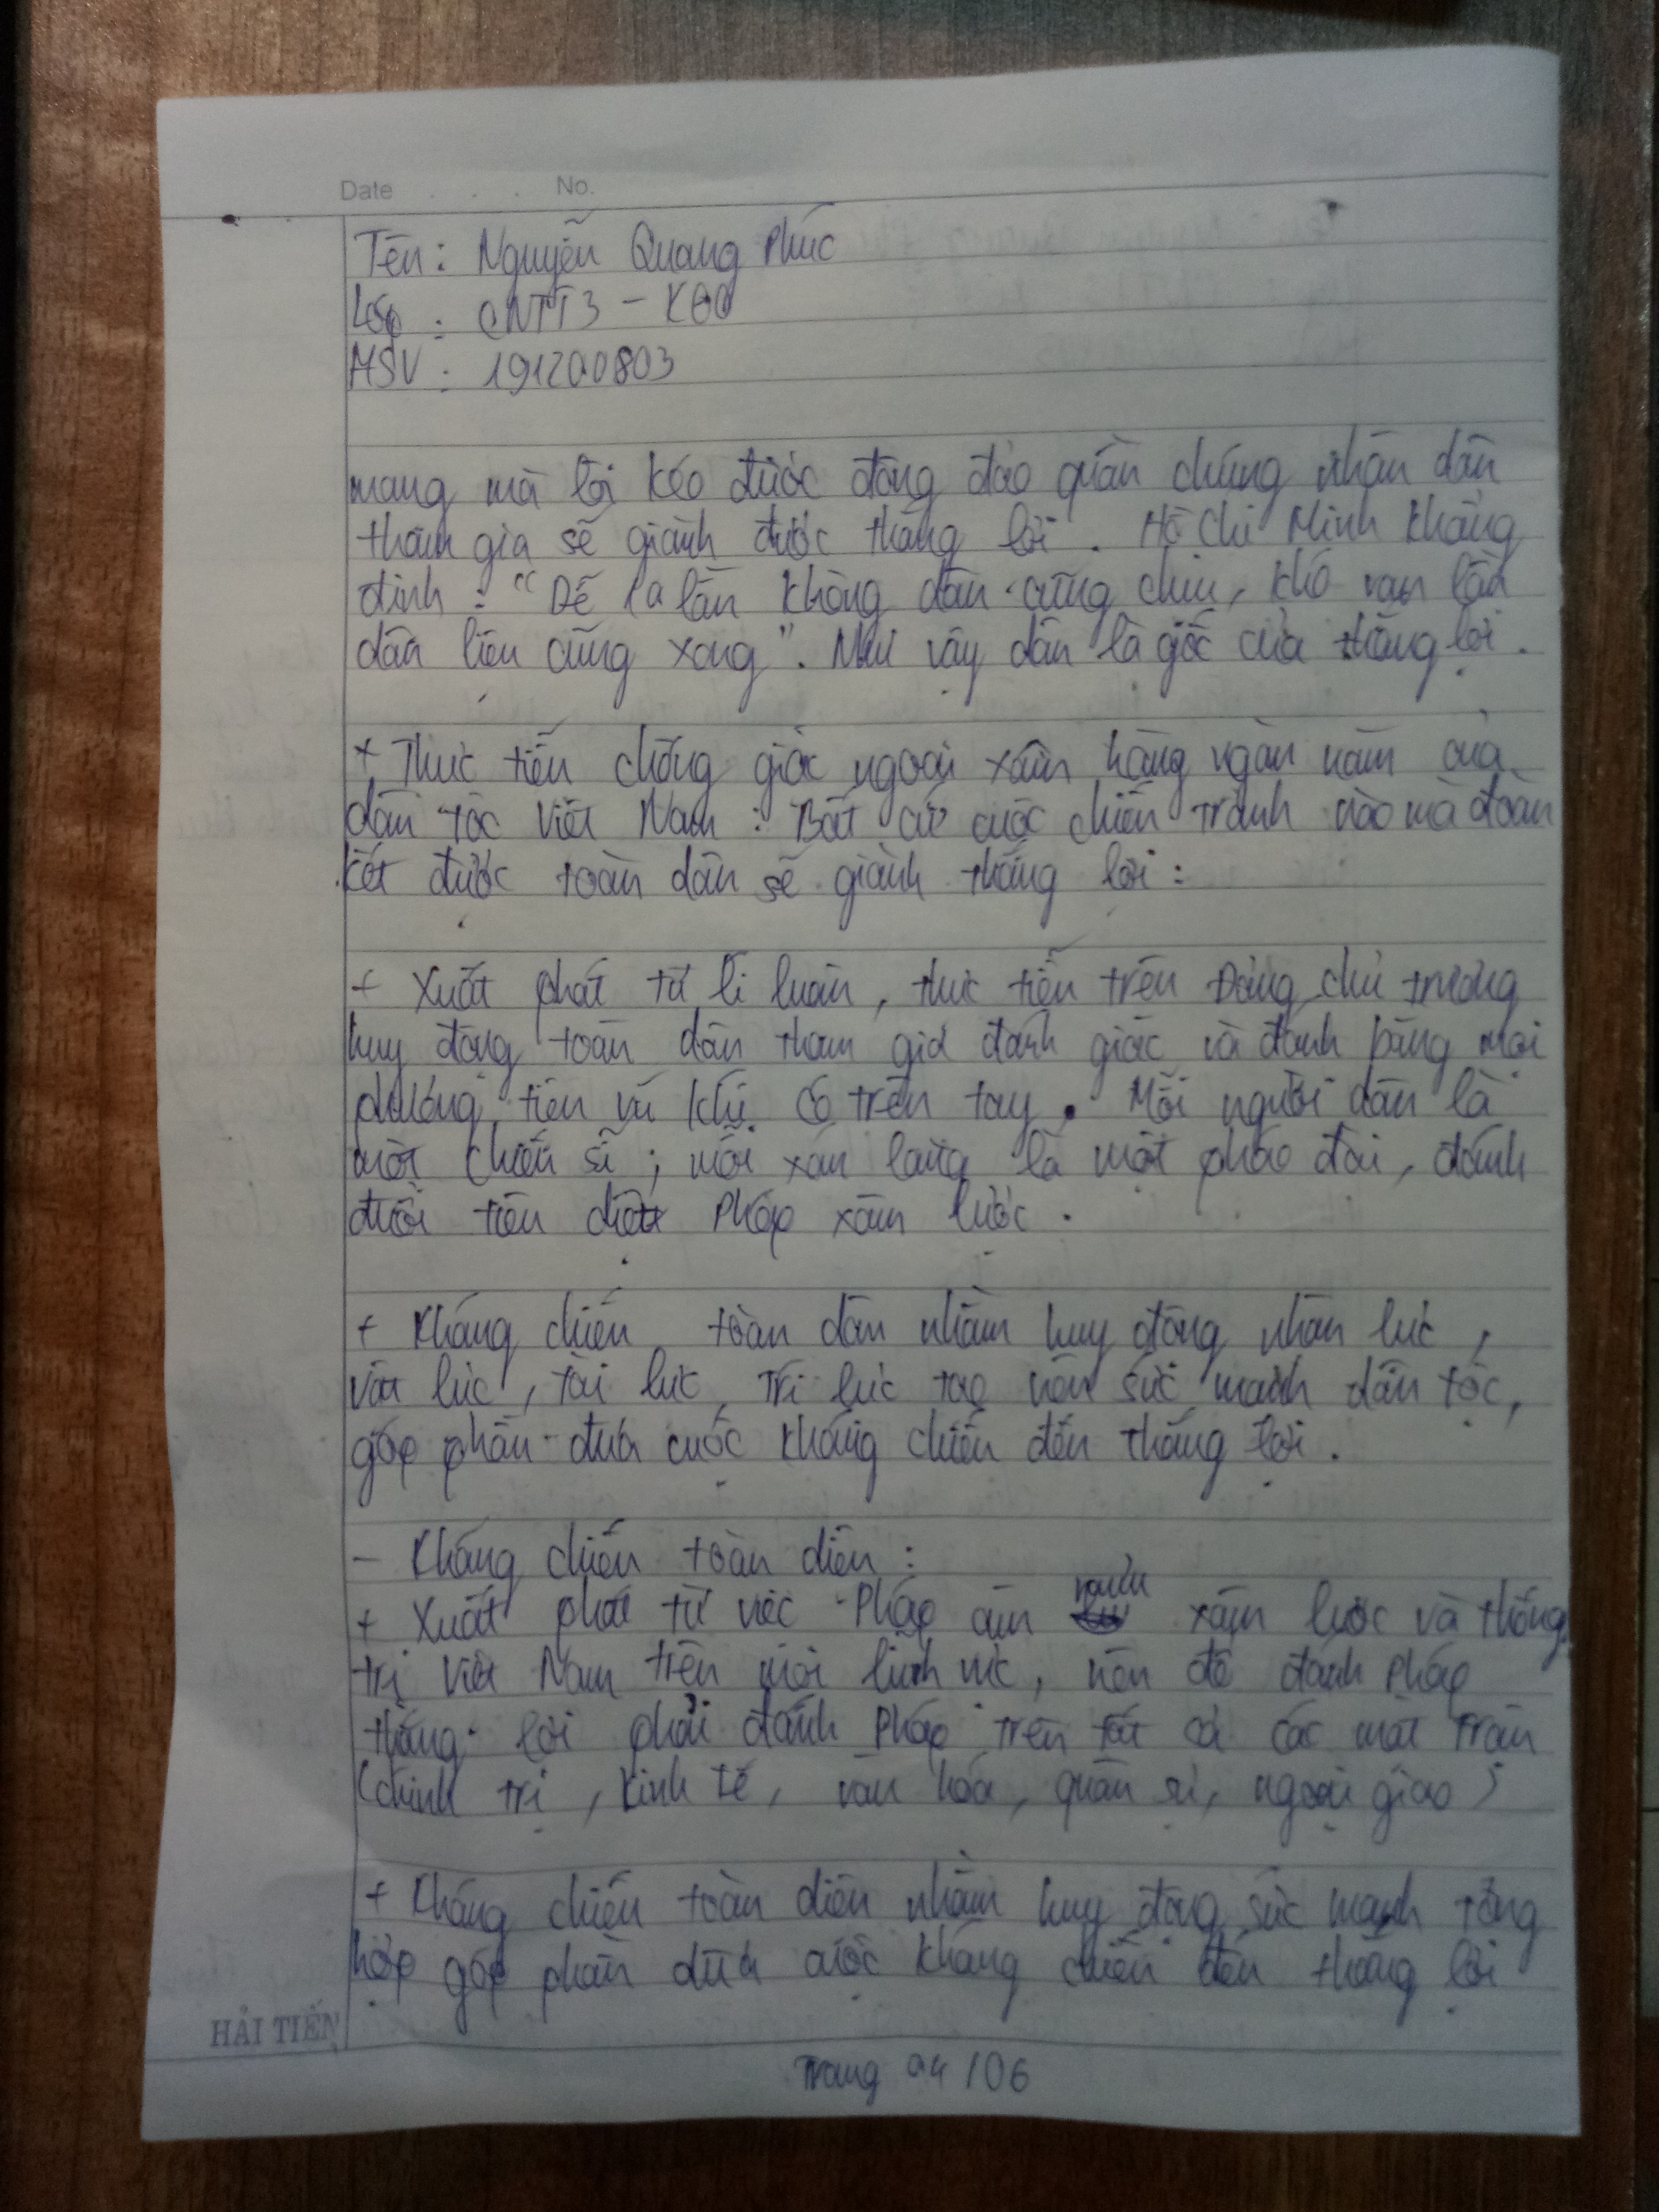 Date . . . No.
Tên : Nguyễn Quang Phúc
Lớp : CNTT3 - K60
MSV : 191200803
mạng mà lôi kéo được đông đảo quần chúng nhân dân
tham gia sẽ giành được thắng lợi . Hồ Chí Minh khẳng
định : " Dễ lần không dân cũng chịu, khó vạn lần
dân liệu cũng xong ". Như vậy dân là gốc của thắng lợi .
+ Thực tiễn chống giặc ngoại xâm hàng ngàn năm của
dân tộc Việt Nam : Bất cứ cuộc chiến tranh nào mà đoàn
kết được toàn dân sẽ giành thắng lợi :
+ Xuất phát từ lí luận , thực tiễn trên Đảng chủ trương
huy động toàn dân tham gia đánh giặc và đánh bằng mọi
phương tiện vũ khí có trên tay . Mỗi người dân là
một chiến sĩ ; mỗi xóm làng là một pháo đài , đánh
đuổi tiêu diệt Pháp xâm lược .
+ Kháng chiến toàn dân nhằm huy động nhân lực ,
vật lực , tài lực , trí lực tạo nên sức mạnh dân tộc ,
góp phần đưa cuộc kháng chiến đến thắng lợi .
- Kháng chiến toàn diện :
+ Xuất phát từ việc Pháp âm mưu xâm lược và thống
trị Việt Nam trên mọi lĩnh vực , nên để đánh Pháp
thắng lợi phải đánh Pháp trên tất cả các mặt trận
( chính trị , kinh tế , văn hóa , quân sự , ngoại giao )
+ Kháng chiến toàn diện nhằm huy động sức mạnh tổng
hợp góp phần đưa cuộc kháng chiến đến thắng lợi
HẢI TIẾN
Trang 04 / 06